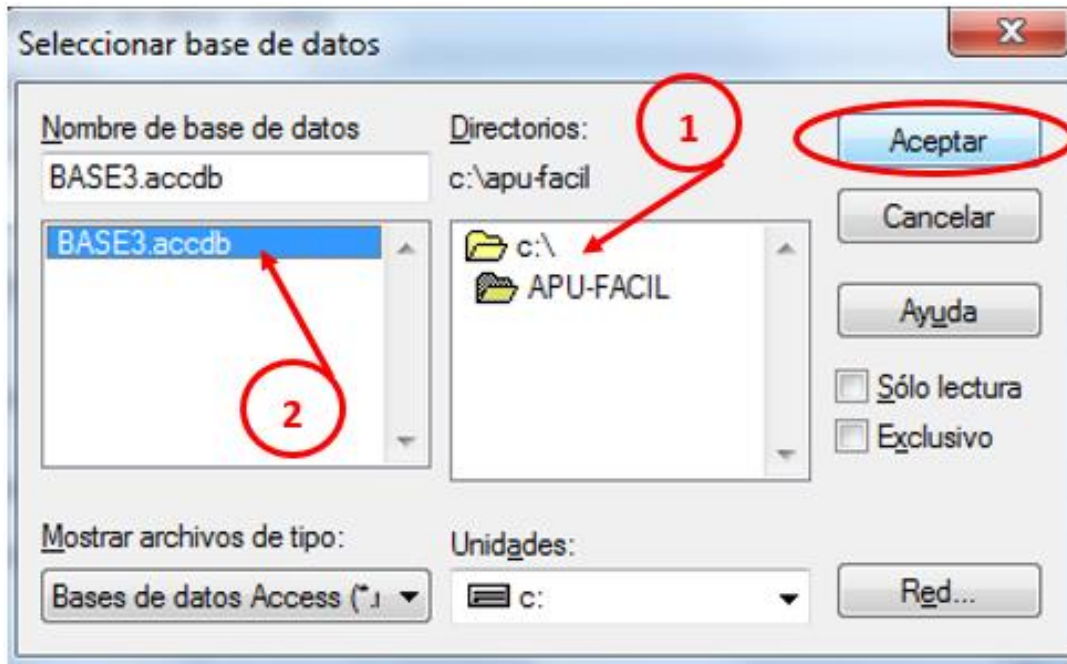 Seleccionar base de datos
Nombre de base de datos
BASE3.accdb
BASE3.accdb
Directorios:
c:\apu-facil
c:\
APU-FACIL
1
2
Aceptar
Cancelar
Ayuda
Sólo lectura
Exclusivo
Mostrar archivos de tipo:
Bases de datos Access (*.
Unidades:
c:
Red...